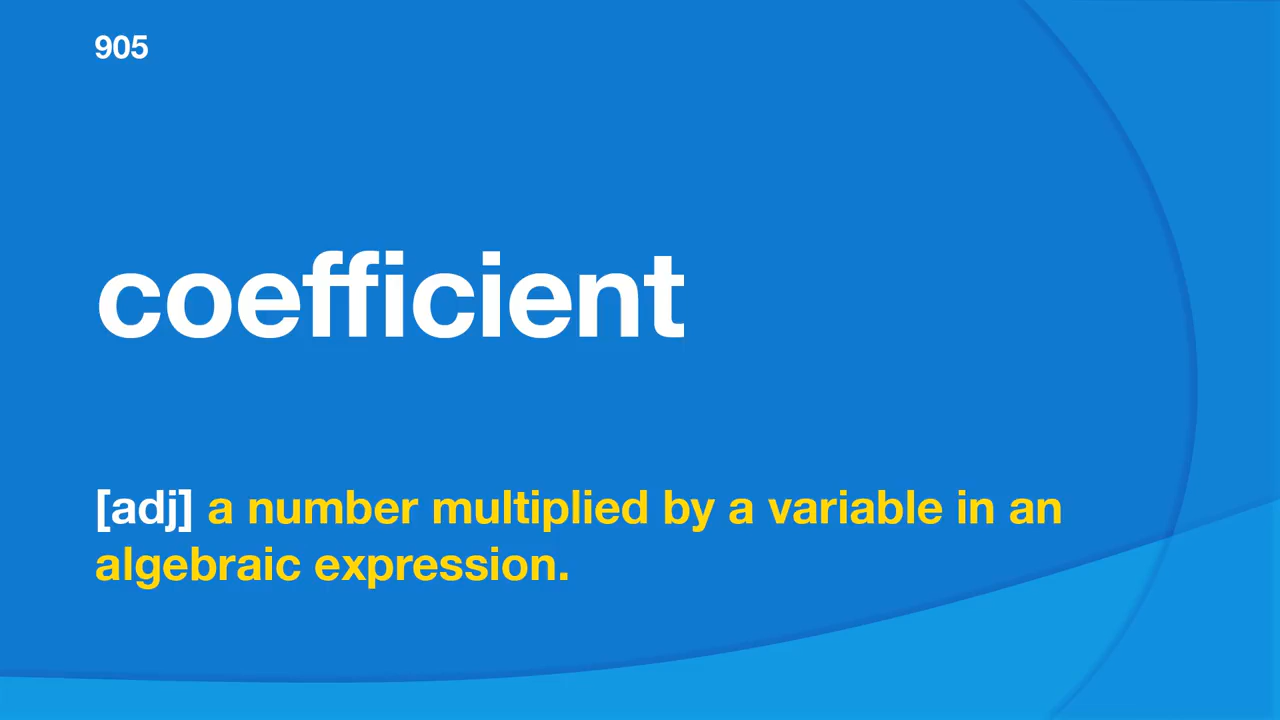 905
coefficient
[adj] a number multiplied by a variable in an
algebraic expression.